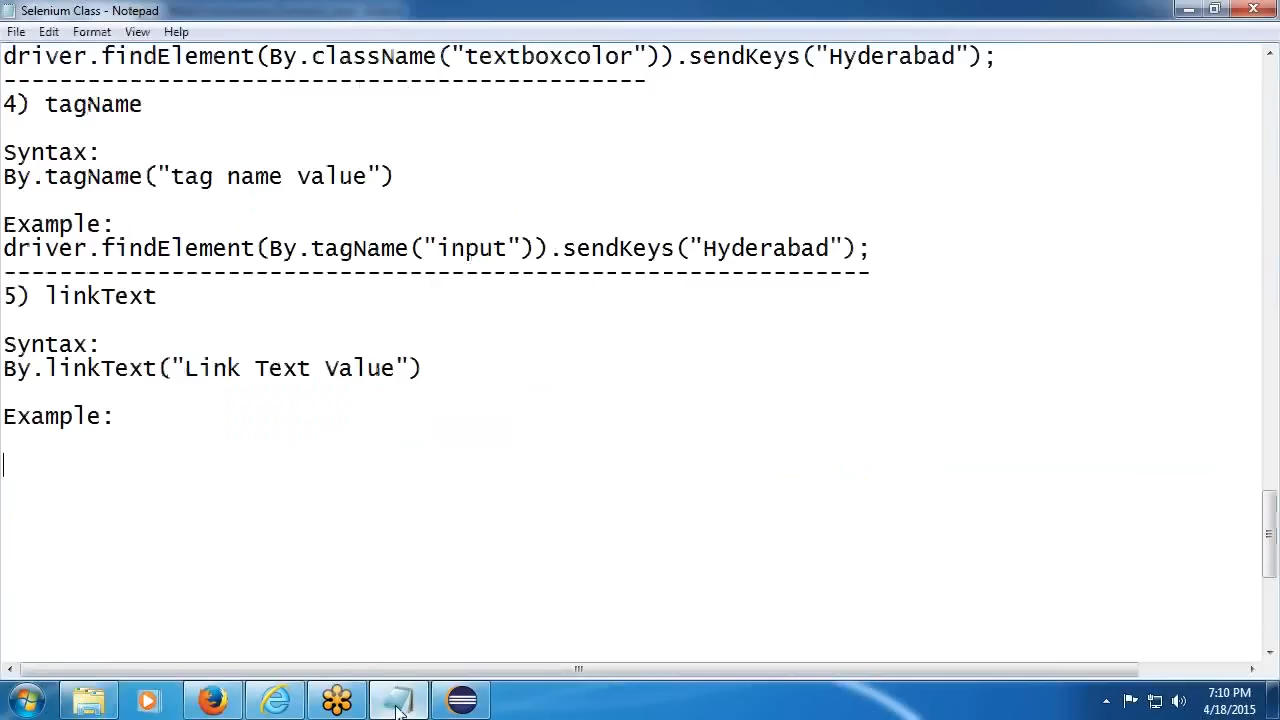 Selenium Class - Notepad
File Edit Format View Help
driver.findElement(By.className("textboxcolor")).sendKeys("Hyderabad");
----------------------------------------------
4) tagName
Syntax:
By.tagName("tag name value")
Example:
driver.findElement(By.tagName("input")).sendKeys("Hyderabad");
--------------------------------------------------------------
5) linkText
Syntax:
By.linkText("Link Text Value")
Example:
7:10 PM
4/18/2015